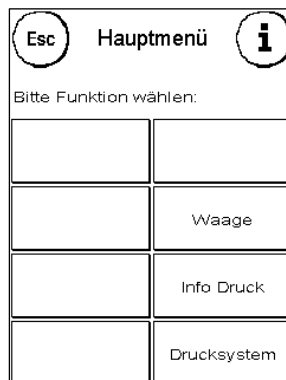 Esc Hauptmenü i
Bitte Funktion wählen:
Waage
Info Druck
Drucksystem